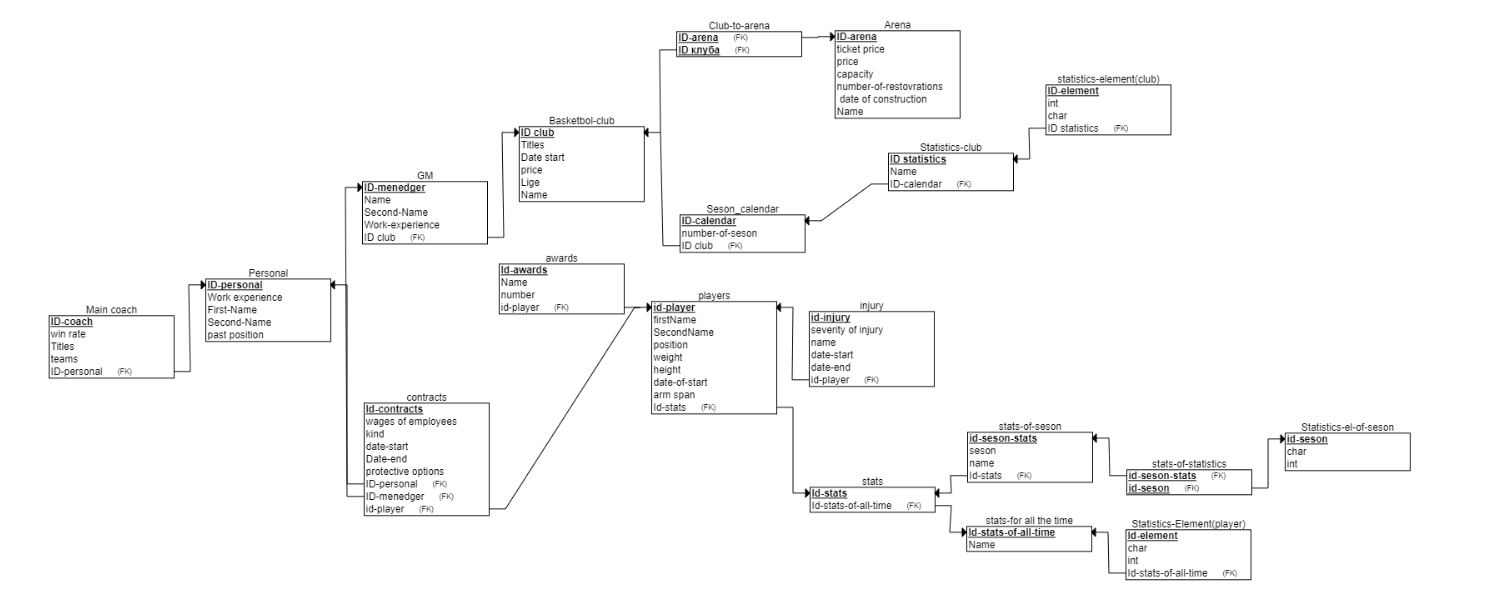 Club-to-arena
ID-arena (FK)
ID клуба (FK)
Arena
ID-arena
ticket price
price
capacity
number-of-restovrations
date of construction
Name
statistics-element(club)
ID-element
int
char
ID statistics (FK)
Basketbol-club
ID club
Titles
Date start
price
Lige
Name
Statistics-club
ID statistics
Name
ID-calendar (FK)
GM
ID-menedger
Name
Second-Name
Work-experience
ID club (FK)
Seson_calendar
ID-calendar
number-of-seson
ID club (FK)
Personal
ID-personal
Work experience
First-Name
Second-Name
past position
awards
Id-awards
Name
number
id-player (FK)
Main coach
ID-coach
win rate
Titles
teams
ID-personal (FK)
players
id-player
firstName
SecondName
position
weight
height
date-of-start
arm span
Id-stats (FK)
injury
id-injury
severity of injury
name
date-start
date-end
id-player (FK)
contracts
Id-contracts
wages of employees
kind
date-start
Date-end
protective options
ID-personal (FK)
ID-menedger (FK)
id-player (FK)
stats-of-seson
id-seson-stats
seson
name
Id-stats (FK)
Statistics-el-of-seson
id-seson
char
int
stats-of-statistics
id-seson-stats (FK)
id-seson (FK)
stats
Id-stats
Id-stats-of-all-time (FK)
stats-for all the time
Id-stats-of-all-time
Name
Statistics-Element(player)
Id-element
char
int
Id-stats-of-all-time (FK)